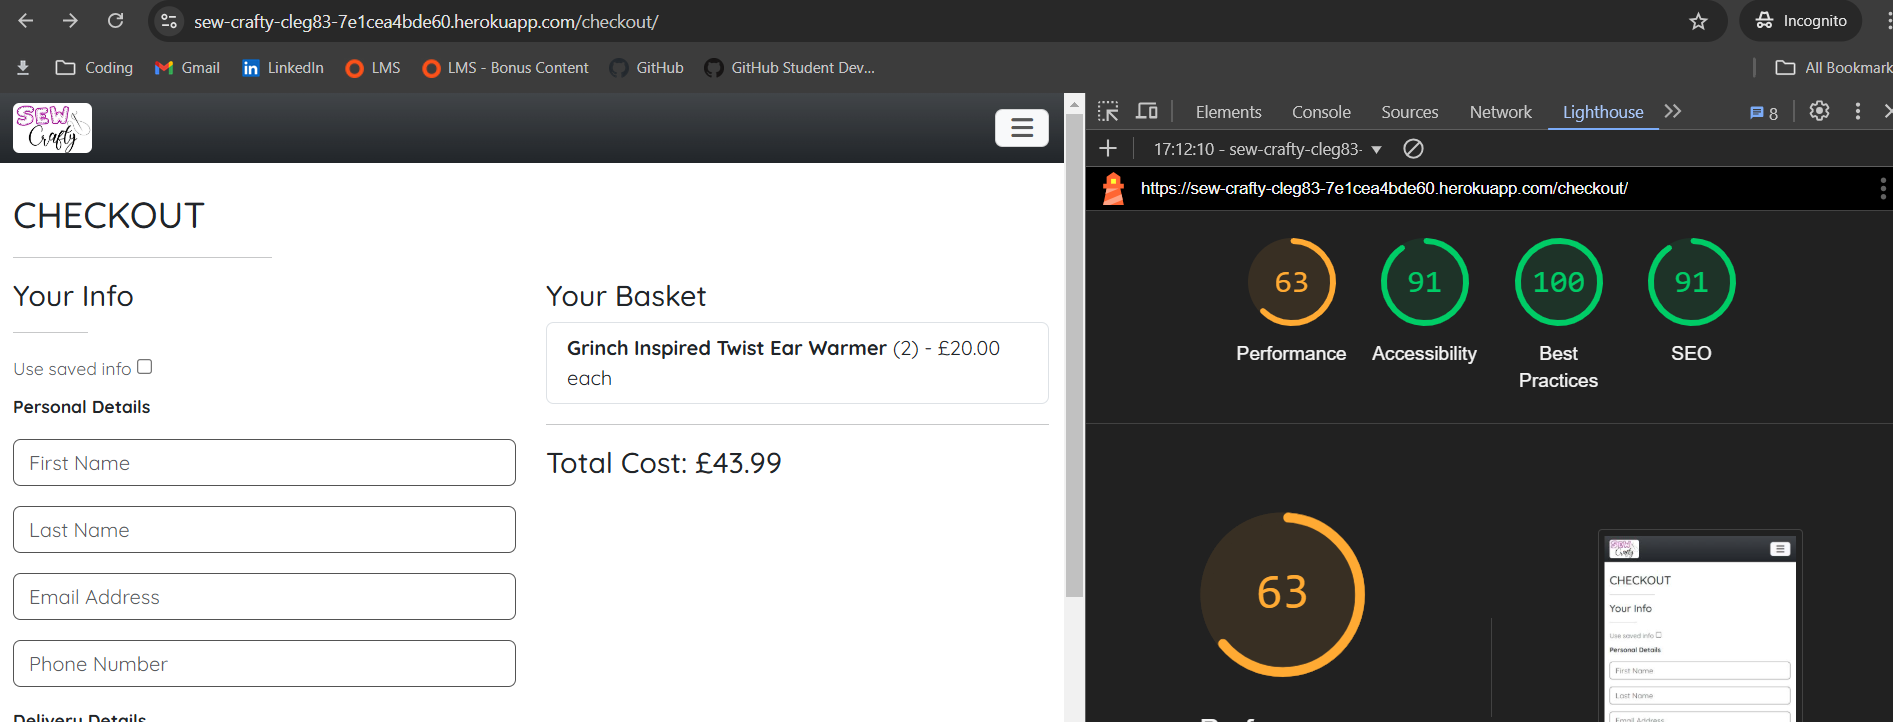 sew-crafty-cleg83-7e1cea4bde60.herokuapp.com/checkout/
Incognito
Coding
Gmail
LinkedIn
LMS
LMS - Bonus Content
GitHub
GitHub Student Dev...
All Bookmark
SEW
Crafty
CHECKOUT
Your Info
Use saved info
Personal Details
First Name
Last Name
Email Address
Phone Number
Delivery Details
Your Basket
Grinch Inspired Twist Ear Warmer (2) - £20.00
each
Total Cost: £43.99
Elements Console Sources Network Lighthouse 8
17:12:10 - sew-crafty-cleg83-
https://sew-crafty-cleg83-7e1cea4bde60.herokuapp.com/checkout/
63 91 100 91
Performance Accessibility Best SEO
Practices
63
SEW
Crafty
CHECKOUT
Your Info
Use saved info
Personal Details
First Name
Last Name
Email Address